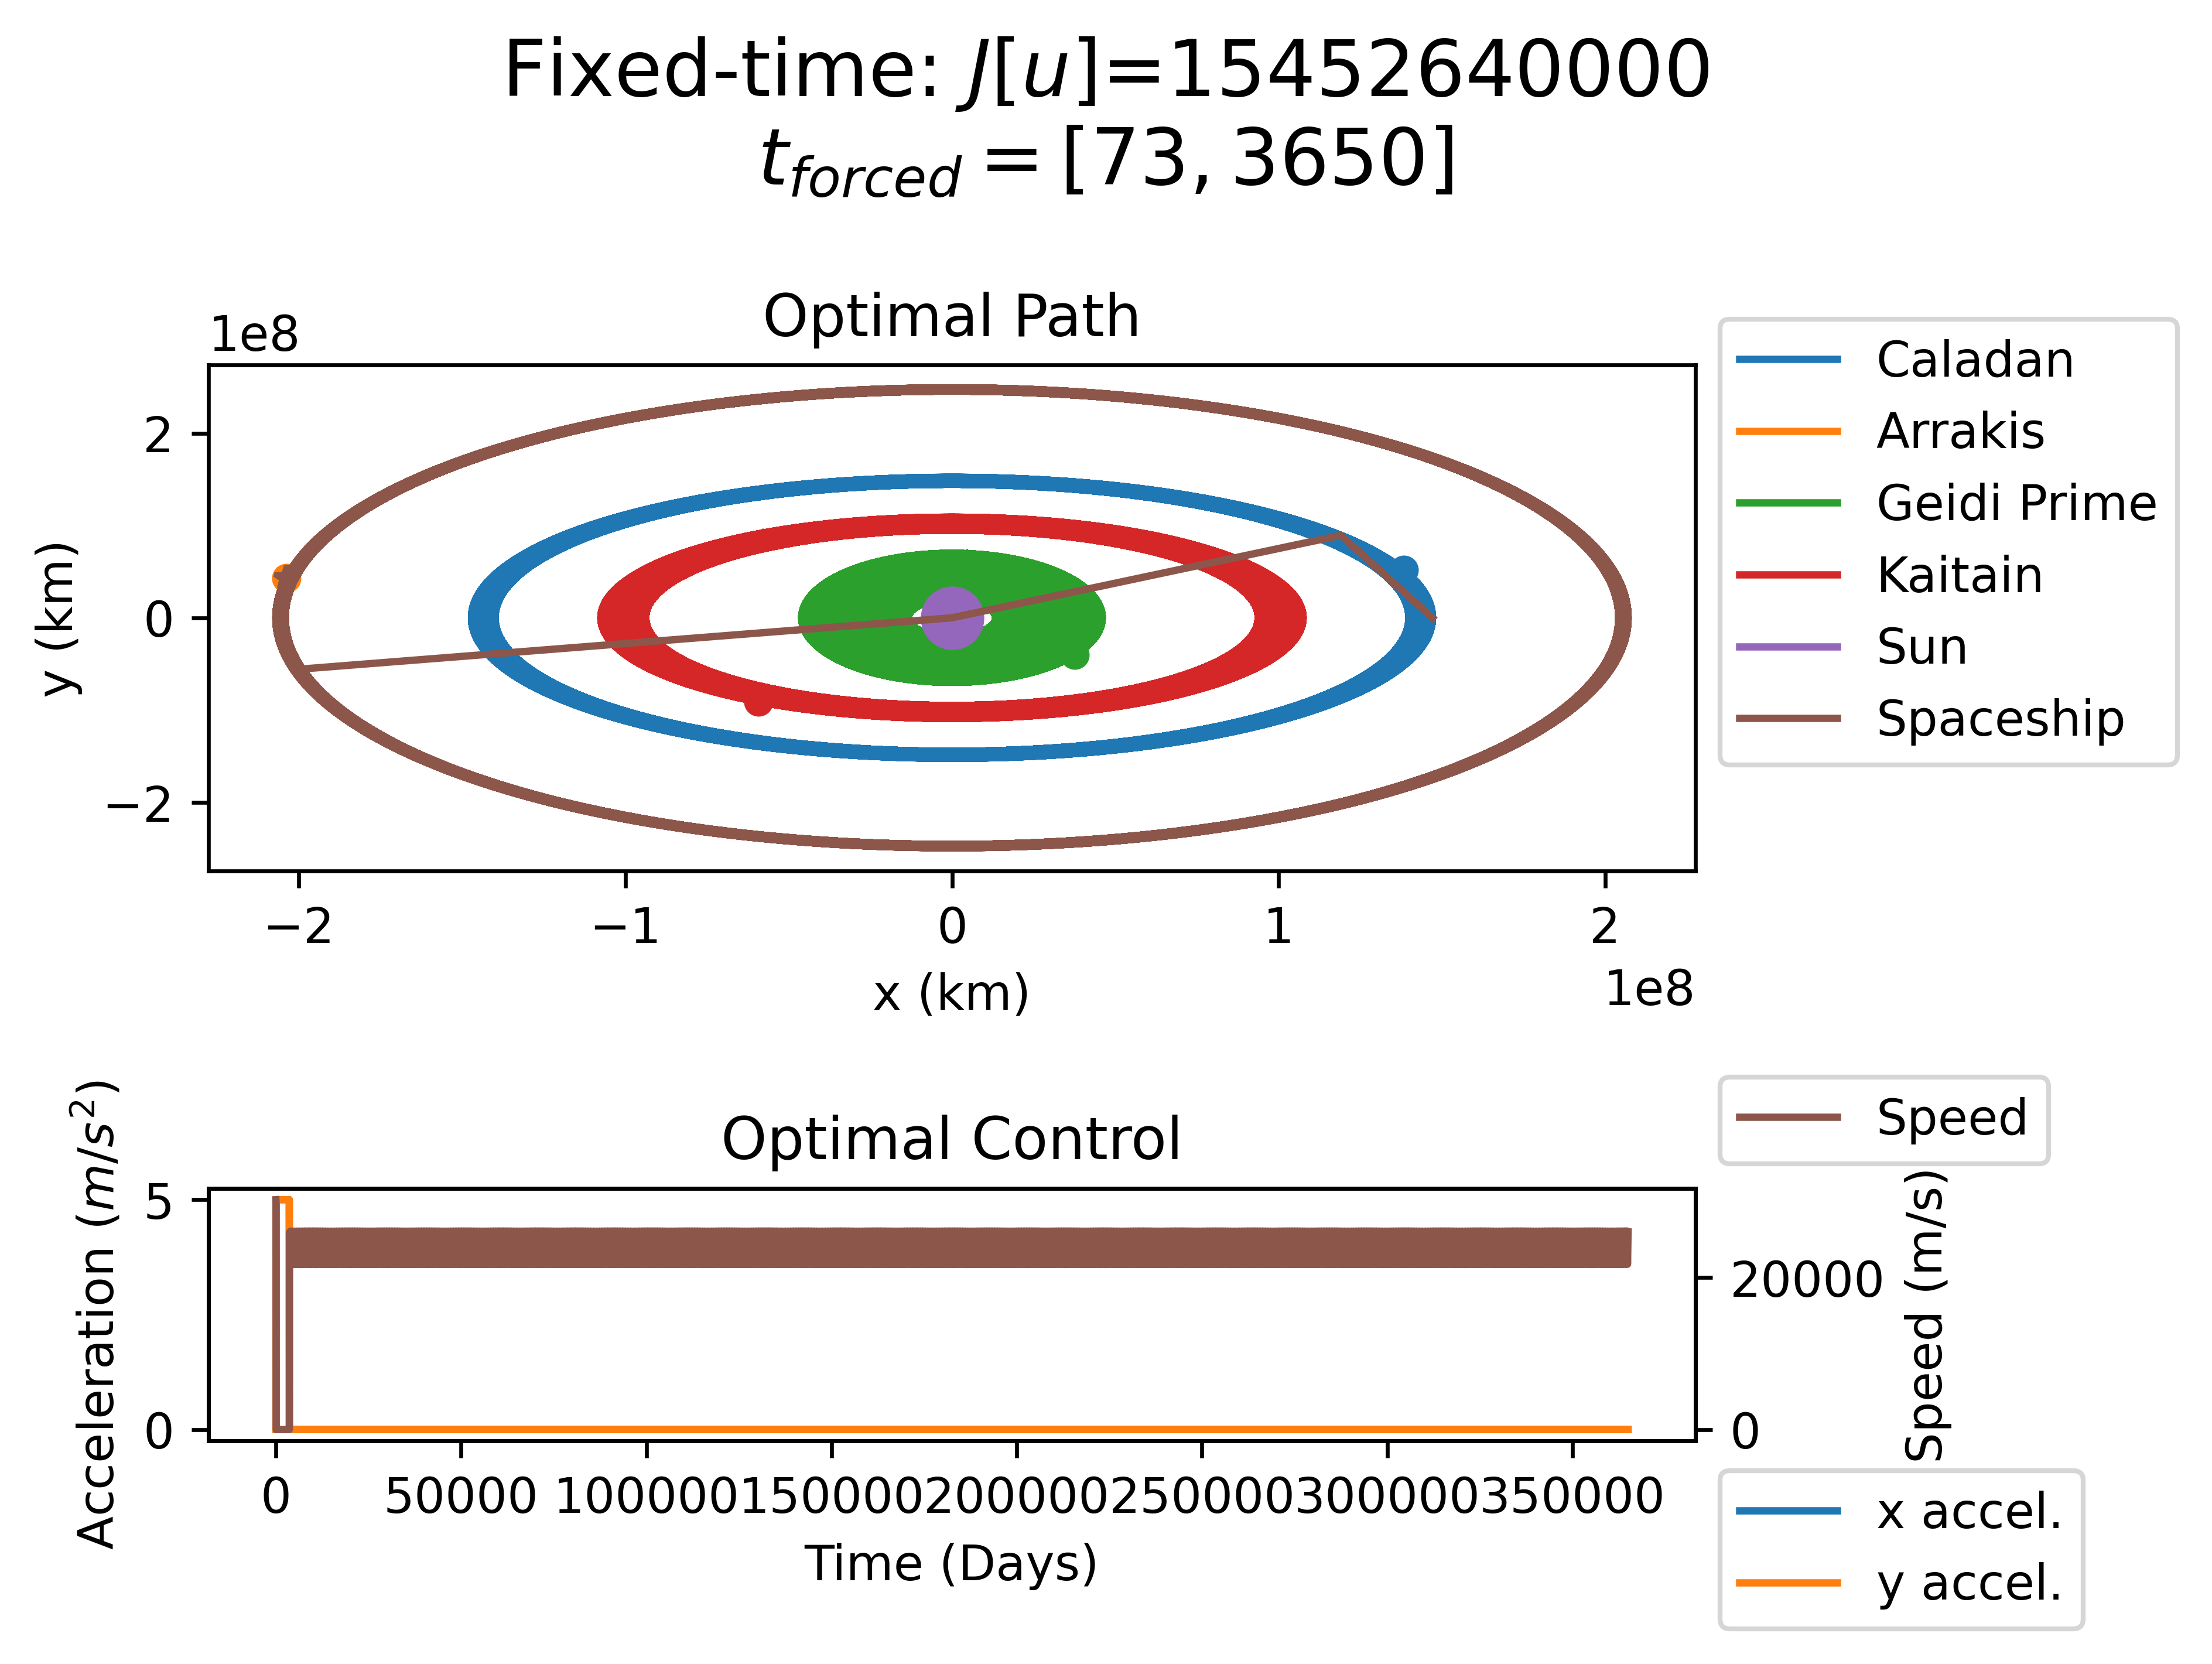 Fixed-time: J[u]=15452640000
t_forced = [73, 3650]
Optimal Path
1e8
2
0
−2
y (km)
−2 −1 0 1 2
x (km)
1e8
Caladan
Arrakis
Geidi Prime
Kaitain
Sun
Spaceship
Optimal Control
5
0
Acceleration (m/s²)
0 50000 100000 150000 200000 250000 300000 350000
Time (Days)
20000
0
Speed (m/s)
Speed
x accel.
y accel.